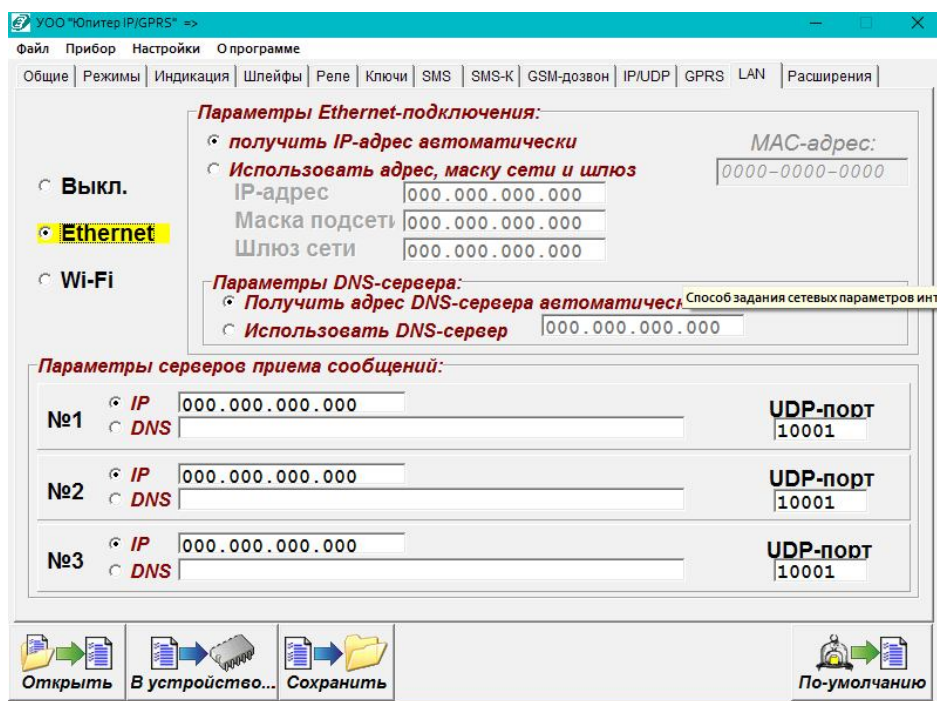 УОО "Юпитер IP/GPRS" =>
Файл Прибор Настройки О программе
Общие Режимы Индикация Шлейфы Реле Ключи SMS SMS-К GSM-дозвон IP/UDP GPRS LAN Расширения
Параметры Ethernet-подключения:
получить IP-адрес автоматически
MAC-адрес:
Использовать адрес, маску сети и шлюз
0000-0000-0000
Выкл.
IP-адрес 000.000.000.000
Маска подсети 000.000.000.000
Ethernet
Шлюз сети 000.000.000.000
Wi-Fi
Параметры DNS-сервера:
Получить адрес DNS-сервера автоматическ
Способ задания сетевых параметров инт
Использовать DNS-сервер 000.000.000.000
Параметры серверов приема сообщений:
№1 IP 000.000.000.000 UDP-порт
DNS 10001
№2 IP 000.000.000.000 UDP-порт
DNS 10001
№3 IP 000.000.000.000 UDP-порт
DNS 10001
Открыть В устройство... Сохранить По-умолчанию